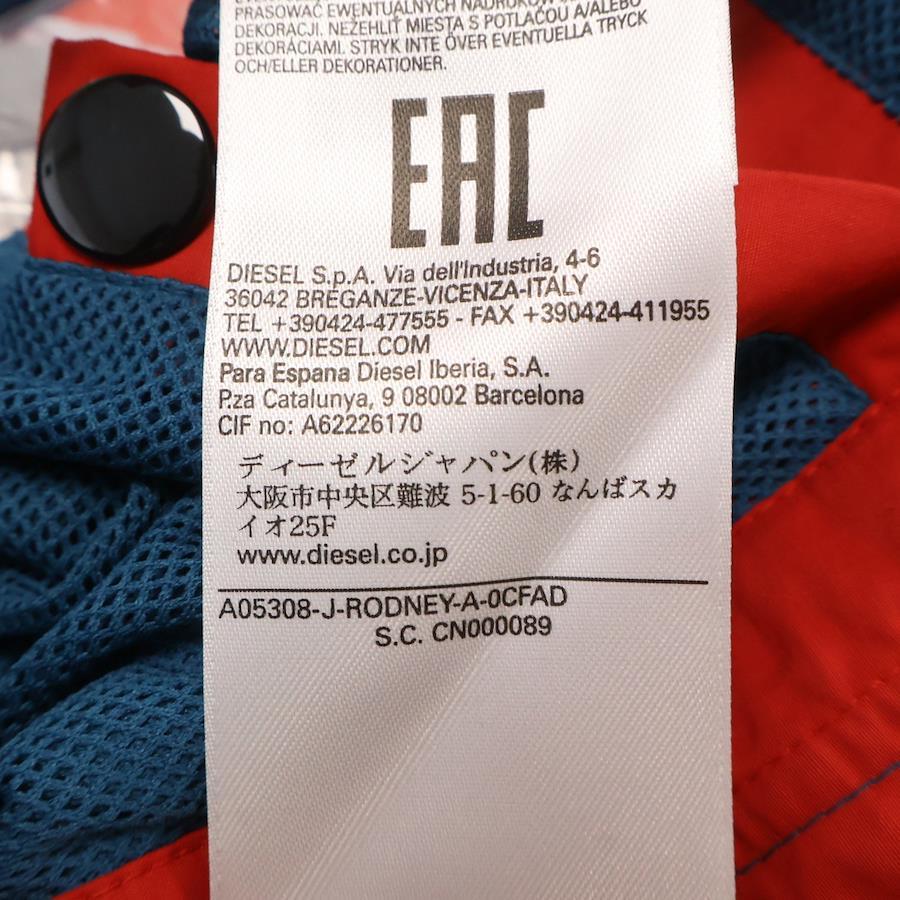 PRASOWAĆ EWENTUALNYCH NADRUKÓW
DEKORACJI. NEŽEHLIŤ MIESTA S POTLAČOU A/ALEBO
DEKORÁCIAMI. STRYK INTE ÖVER EVENTUELLA TRYCK
OCH/ELLER DEKORATIONER.
EAC
DIESEL S.p.A. Via dell'Industria, 4-6
36042 BREGANZE-VICENZA-ITALY
TEL +390424-477555 - FAX +390424-411955
WWW.DIESEL.COM
Para Espana Diesel Iberia, S.A.
P.za Catalunya, 9 08002 Barcelona
CIF no: A62226170
ディーゼルジャパン(株)
大阪市中央区難波 5-1-60 なんばスカ
イオ25F
www.diesel.co.jp
A05308-J-RODNEY-A-0CFAD
S.C. CN000089